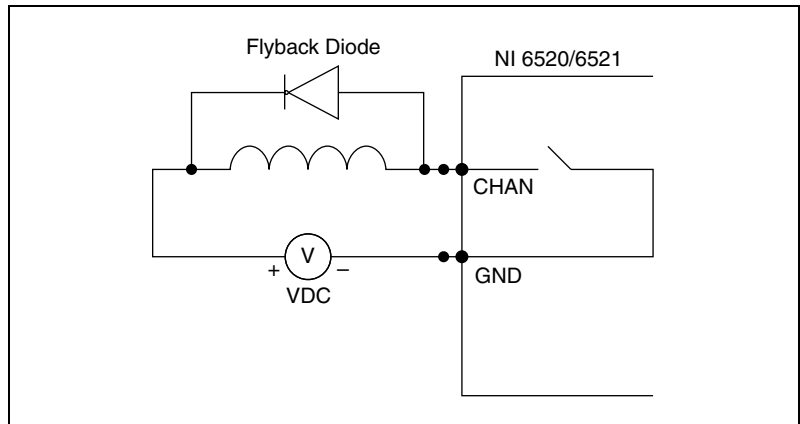 Flyback Diode
NI 6520/6521
CHAN
V
+ –
VDC
GND